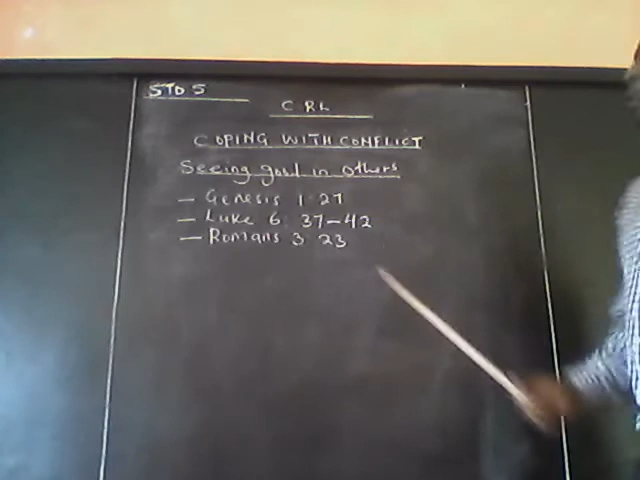 STD 5
C RE
COPING WITH CONFLICT
Seeing good in others
- Genesis 1:27
- Luke 6: 37-42
- Romans 3:23